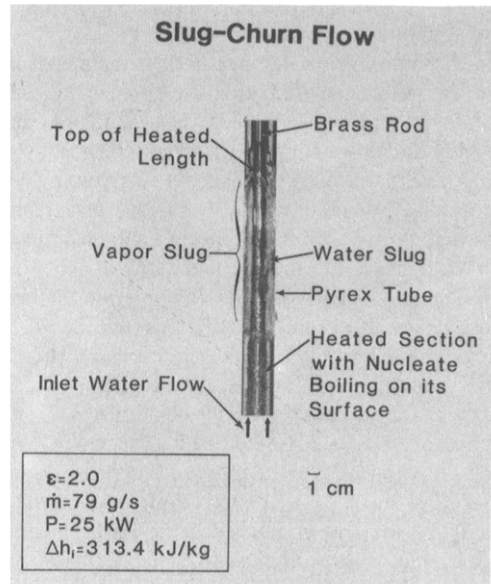 Slug-Churn Flow
Top of Heated
Length
Brass Rod
Vapor Slug
Water Slug
Pyrex Tube
Heated Section
with Nucleate
Boiling on its
Surface
Inlet Water Flow
ε=2.0
ṁ=79 g/s
P=25 kW
Δhᵢ=313.4 kJ/kg
1 cm